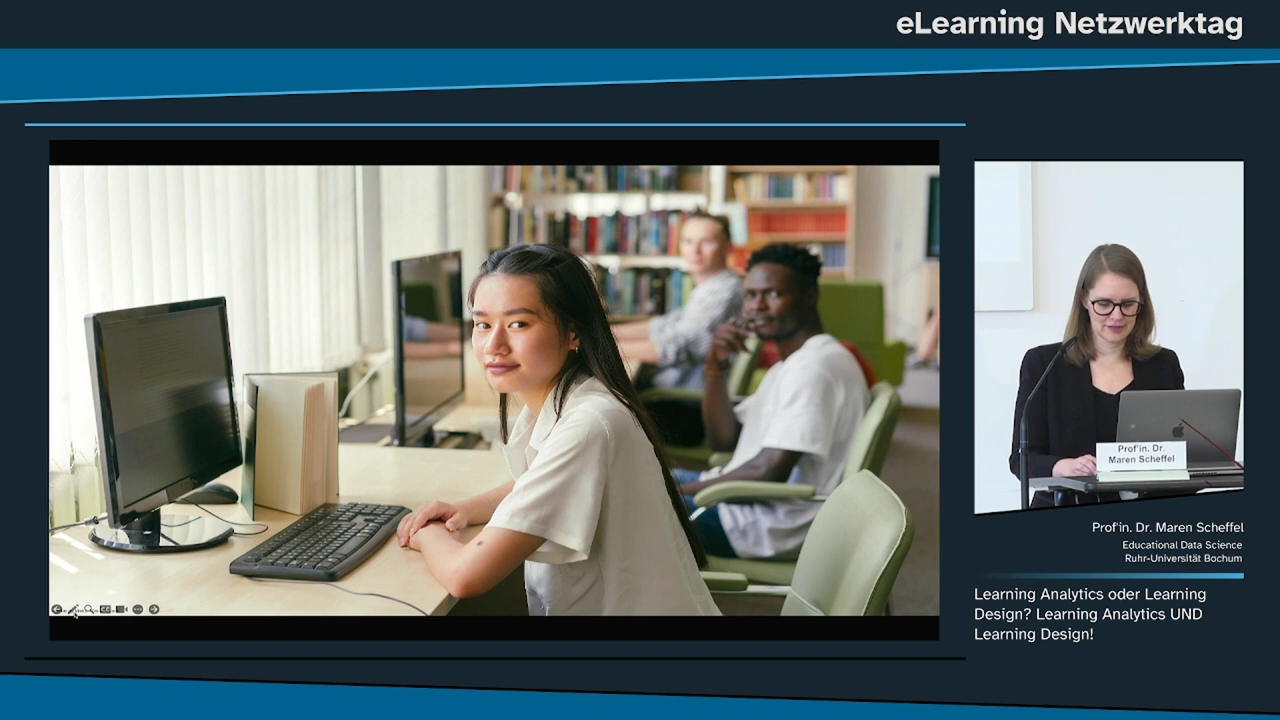 eLearning Netzwerktag
Prof'in. Dr.
Maren Scheffel
Prof'in. Dr. Maren Scheffel
Educational Data Science
Ruhr-Universität Bochum
Learning Analytics oder Learning
Design? Learning Analytics UND
Learning Design!